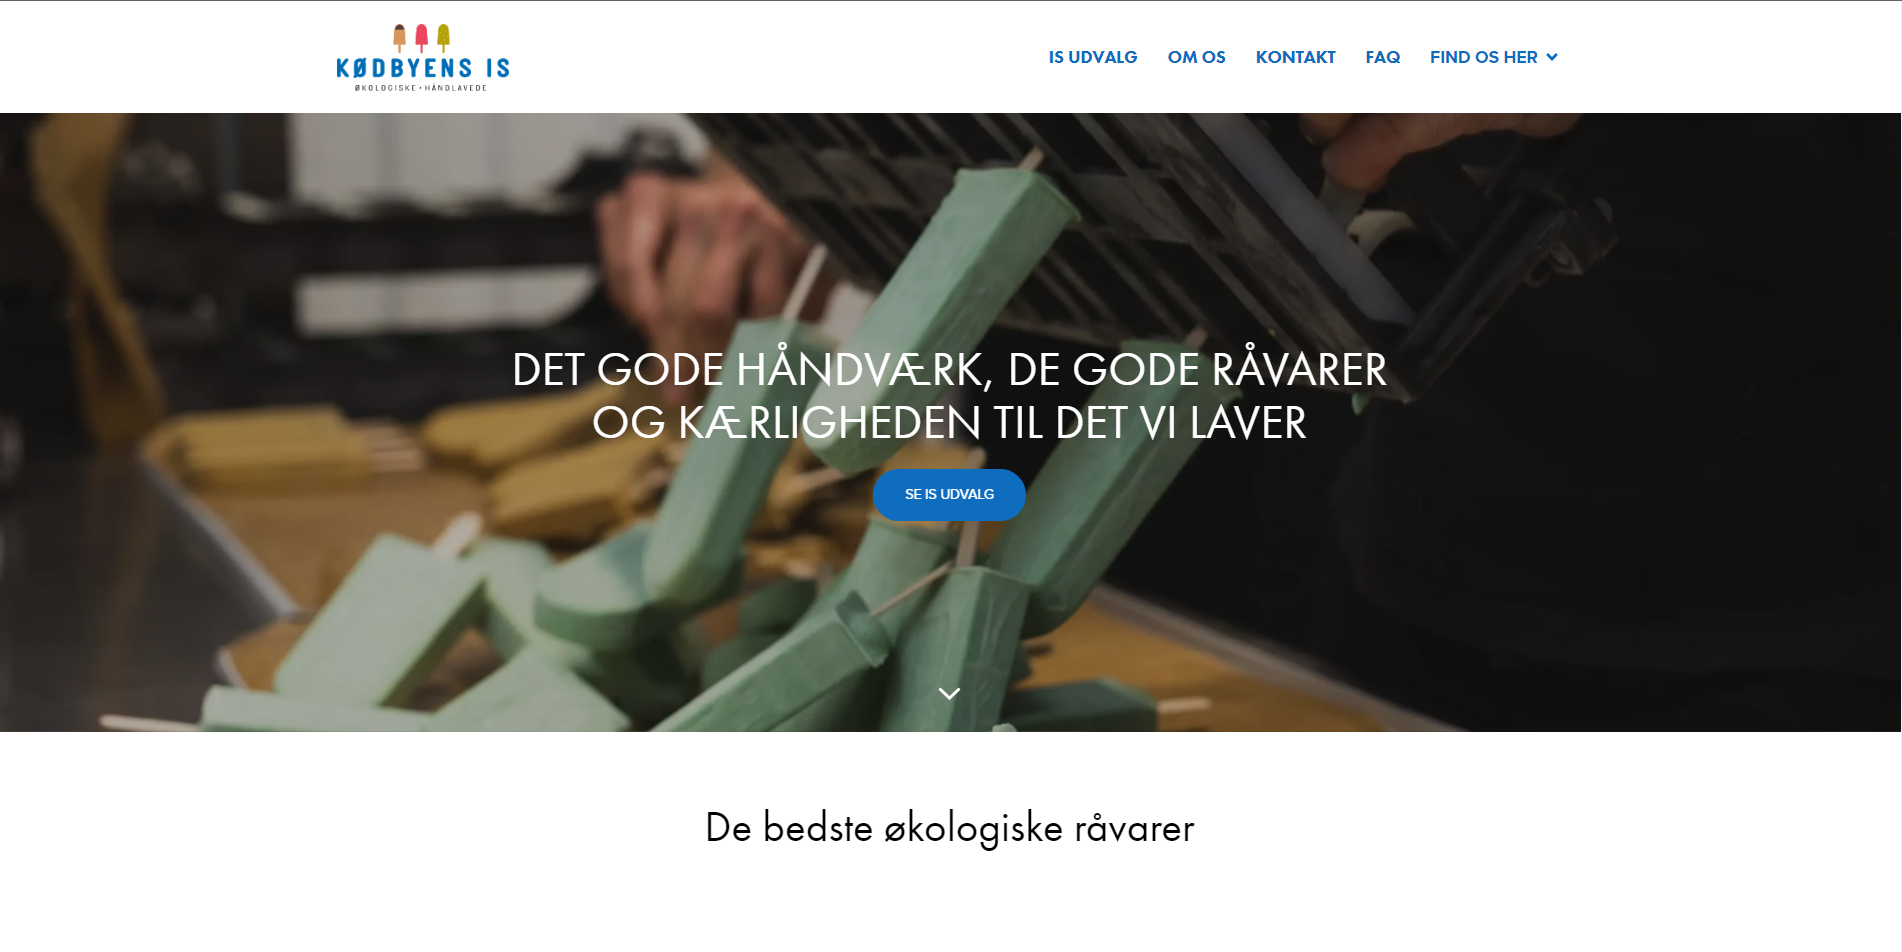 KØDBYENS IS
ØKOLOGISKE • HÅNDLAVEDE
IS UDVALG
OM OS
KONTAKT
FAQ
FIND OS HER
DET GODE HÅNDVÆRK, DE GODE RÅVARER
OG KÆRLIGHEDEN TIL DET VI LAVER
SE IS UDVALG
De bedste økologiske råvarer